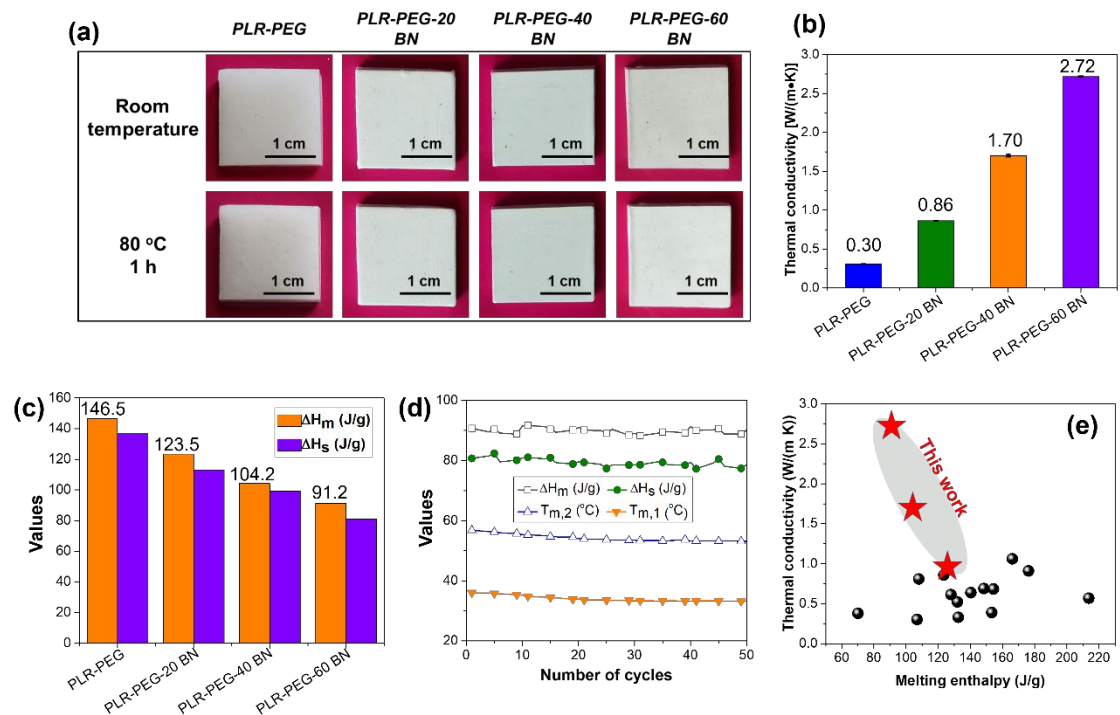 (a)
PLR-PEG
PLR-PEG-20
BN
PLR-PEG-40
BN
PLR-PEG-60
BN
Room
temperature
1 cm
1 cm
1 cm
1 cm
80 °C
1 h
1 cm
1 cm
1 cm
1 cm
(b)
Thermal conductivity [W/(m•K)]
3.0
2.5
2.0
1.5
1.0
0.5
0.0
0.30
0.86
1.70
2.72
PLR-PEG
PLR-PEG-20 BN
PLR-PEG-40 BN
PLR-PEG-60 BN
(c)
Values
160
140
120
100
80
60
40
20
0
146.5
123.5
104.2
91.2
ΔHm (J/g)
ΔHs (J/g)
PLR-PEG
PLR-PEG-20 BN
PLR-PEG-40 BN
PLR-PEG-60 BN
(d)
Values
100
80
60
40
20
ΔHm (J/g)
ΔHs (J/g)
Tm,2 (°C)
Tm,1 (°C)
0
10
20
30
40
50
Number of cycles
(e)
Thermal conductivity (W/(m K)
3.0
2.5
2.0
1.5
1.0
0.5
0.0
This work
60
80
100
120
140
160
180
200
220
Melting enthalpy (J/g)